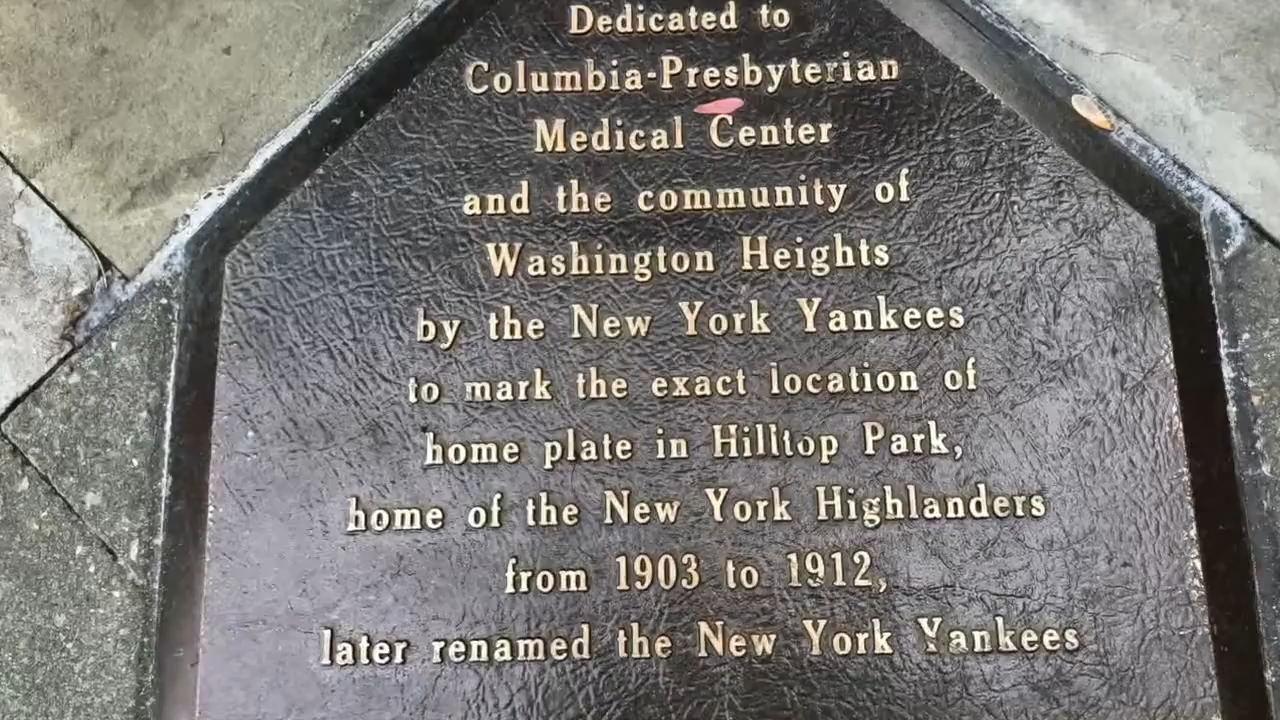 Dedicated to
Columbia-Presbyterian
Medical Center
and the community of
Washington Heights
by the New York Yankees
to mark the exact location of
home plate in Hilltop Park,
home of the New York Highlanders
from 1903 to 1912,
later renamed the New York Yankees